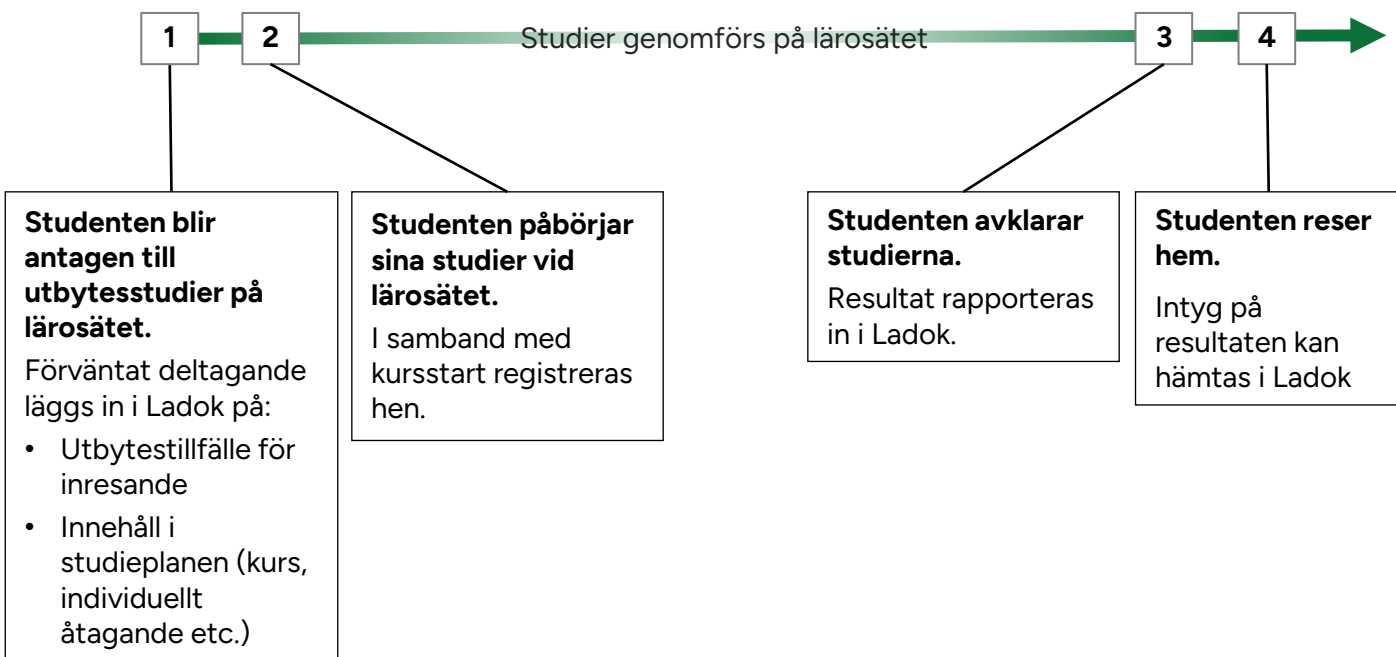 1
2
Studier genomförs på lärosätet
3
4
Studenten blir
antagen till
utbytesstudier på
lärosätet.
Förväntat deltagande
läggs in i Ladok på:
• Utbytestillfälle för
inresande
• Innehåll i
studieplanen (kurs,
individuellt
åtagande etc.)
Studenten påbörjar
sina studier vid
lärosätet.
I samband med
kursstart registreras
hen.
Studenten avklarar
studierna.
Resultat rapporteras
in i Ladok.
Studenten reser
hem.
Intyg på
resultaten kan
hämtas i Ladok